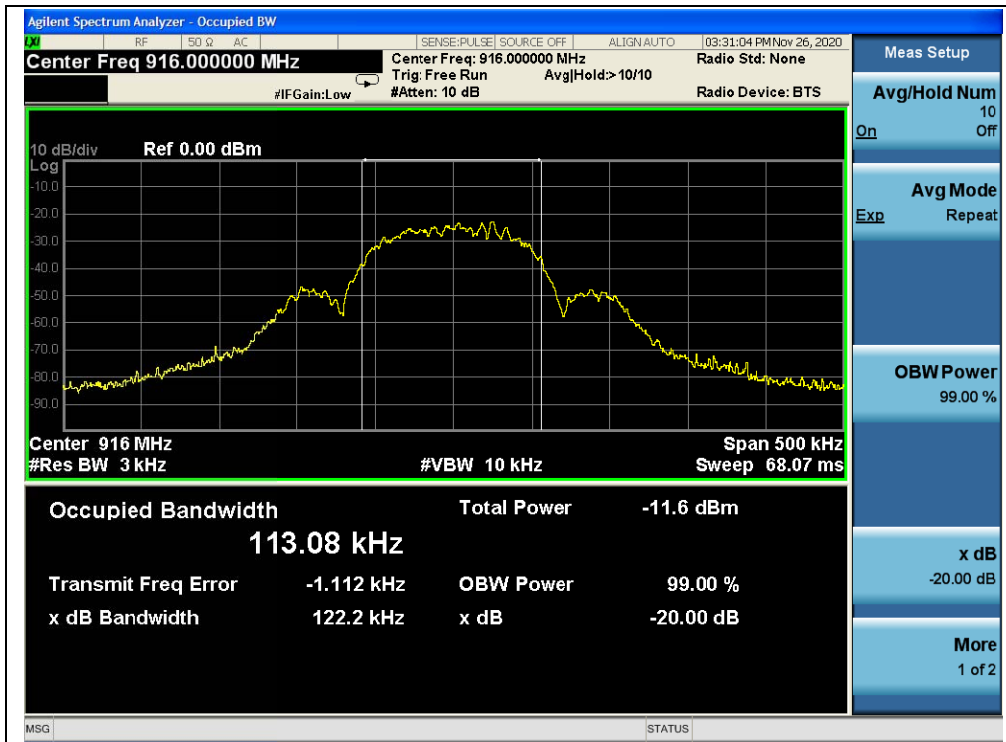 Agilent Spectrum Analyzer - Occupied BW
LXI RF 50 Ω AC SENSE:PULSE SOURCE OFF ALIGN AUTO 03:31:04 PM Nov 26, 2020
Center Freq 916.000000 MHz
Center Freq: 916.000000 MHz Radio Std: None
Trig: Free Run Avg|Hold:>10/10
#IFGain:Low #Atten: 10 dB Radio Device: BTS
10 dB/div Ref 0.00 dBm
Log
-10.0
-20.0
-30.0
-40.0
-50.0
-60.0
-70.0
-80.0
-90.0
Center 916 MHz Span 500 kHz
#Res BW 3 kHz #VBW 10 kHz Sweep 68.07 ms
Occupied Bandwidth Total Power -11.6 dBm
113.08 kHz
Transmit Freq Error -1.112 kHz OBW Power 99.00 %
x dB Bandwidth 122.2 kHz x dB -20.00 dB
Meas Setup
Avg/Hold Num
10
On Off
Avg Mode
Exp Repeat
OBW Power
99.00 %
x dB
-20.00 dB
More
1 of 2
MSG STATUS